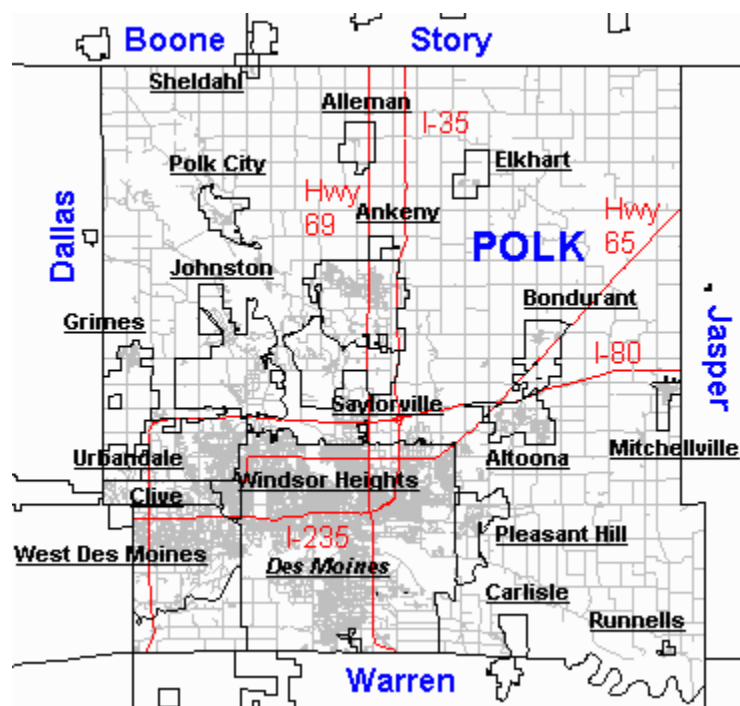 Boone
Story
Sheldahl
Alleman
I-35
Polk City
Elkhart
Hwy
69
Ankeny
Hwy
65
Dallas
POLK
Johnston
Bondurant
Grimes
I-80
Jasper
Saylorville
Urbandale
Altoona
Mitchellville
Windsor Heights
Clive
I-235
Pleasant Hill
West Des Moines
Des Moines
Carlisle
Runnells
Warren